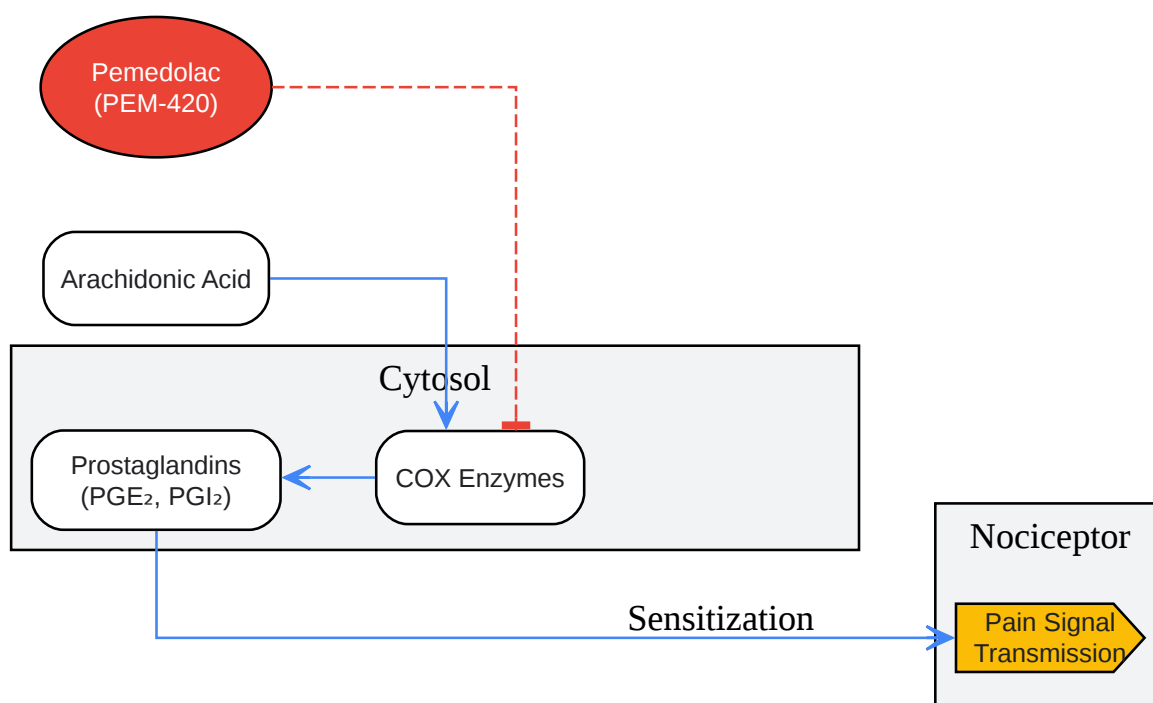 Pemedolac
(PEM-420)
Arachidonic Acid
Cytosol
Prostaglandins
(PGE₂, PGI₂)
COX Enzymes
Nociceptor
Sensitization
Pain Signal
Transmission